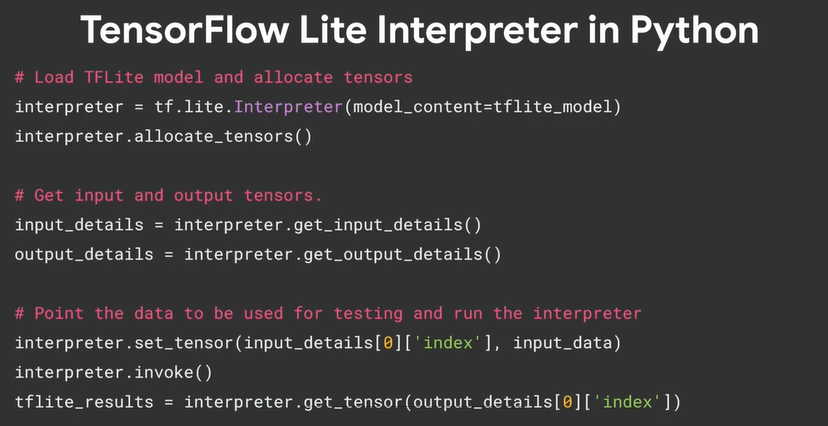 TensorFlow Lite Interpreter in Python
# Load TFLite model and allocate tensors
interpreter = tf.lite.Interpreter(model_content=tflite_model)
interpreter.allocate_tensors()
# Get input and output tensors.
input_details = interpreter.get_input_details()
output_details = interpreter.get_output_details()
# Point the data to be used for testing and run the interpreter
interpreter.set_tensor(input_details[0]['index'], input_data)
interpreter.invoke()
tflite_results = interpreter.get_tensor(output_details[0]['index'])